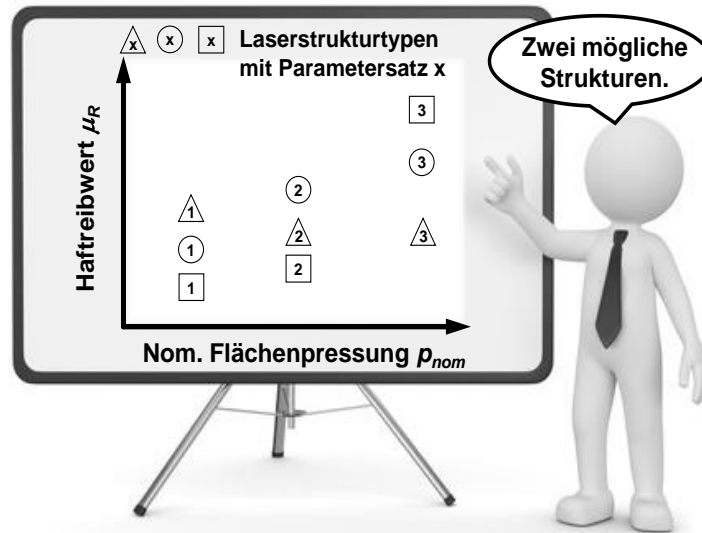 x x x Laserstrukturtypen
mit Parametersatz x
Zwei mögliche
Strukturen.
Haftreibwert μR
3
3
2
1
2
3
1
2
1
Nom. Flächenpressung pnom